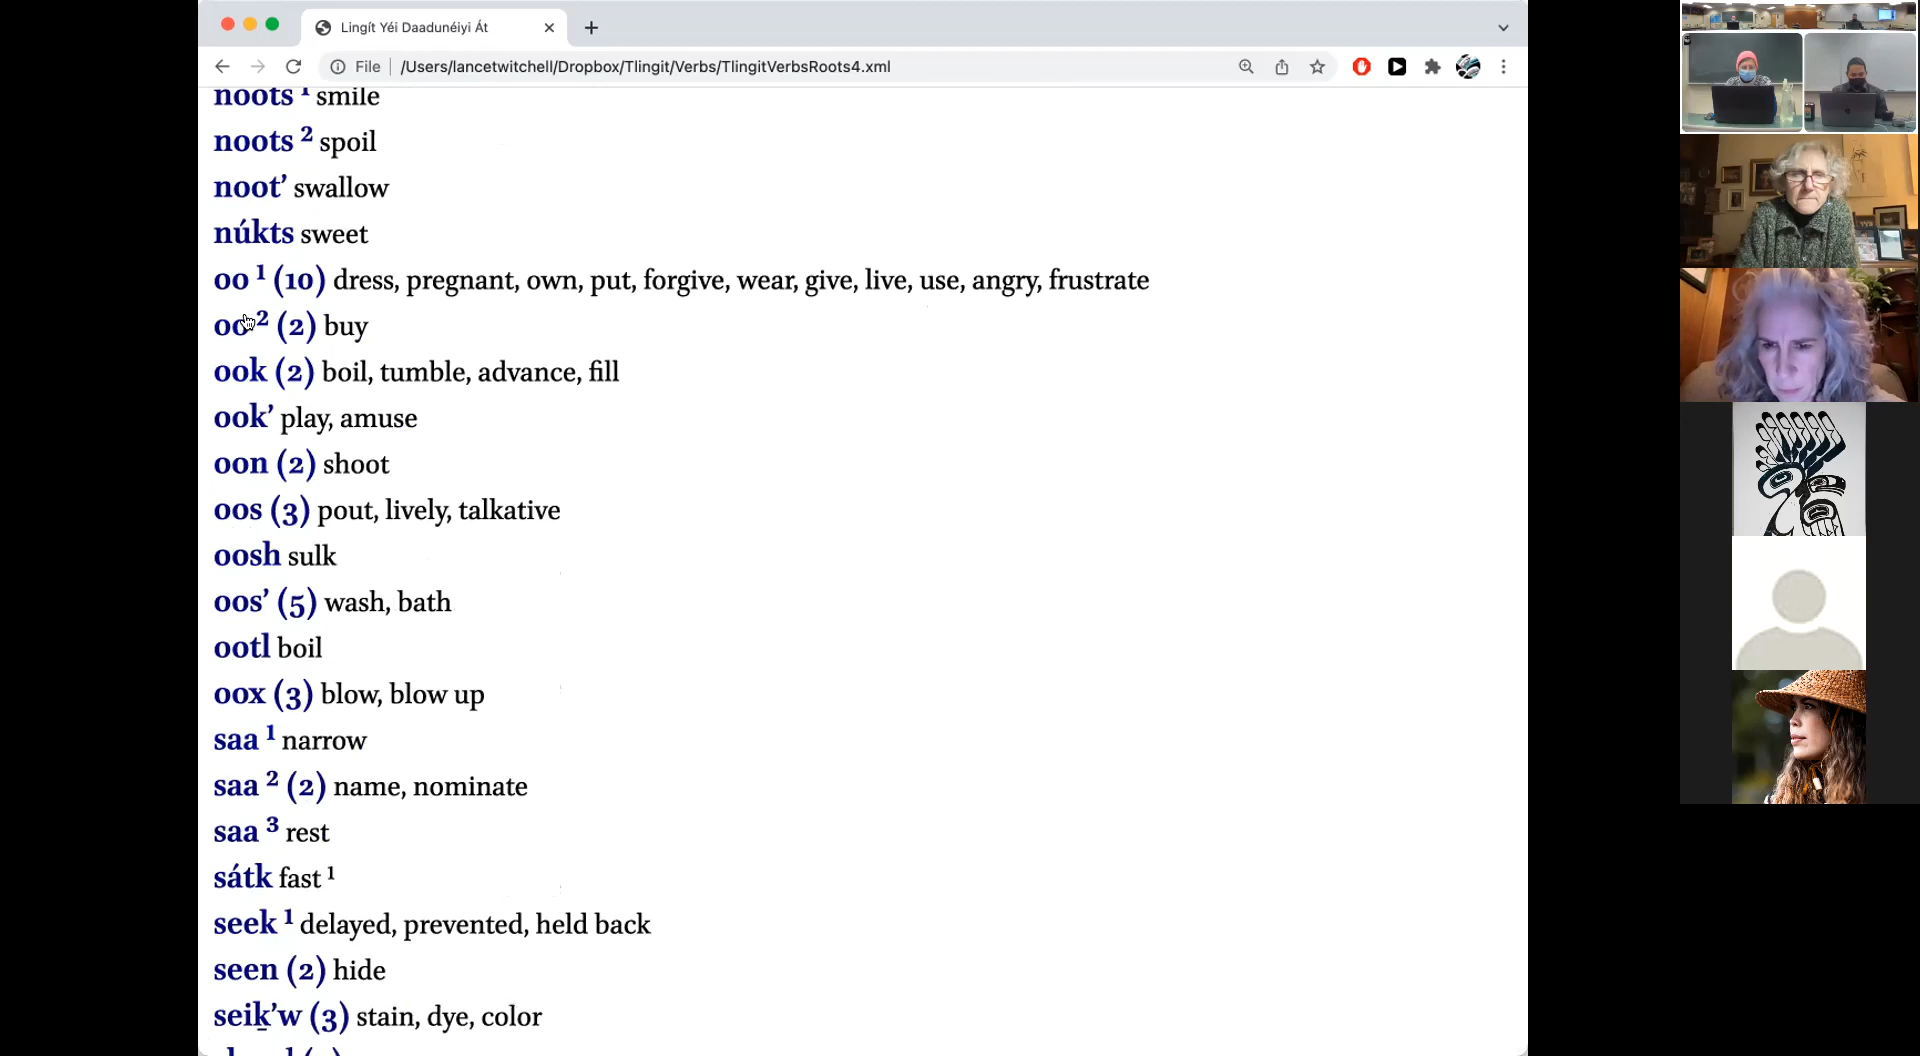 Lingít Yéi Daadunéiyi Át
File
/Users/lancetwitchell/Dropbox/Tlingit/Verbs/TlingitVerbsRoots4.xml
noots ¹ smile
noots ² spoil
noot’ swallow
núkts sweet
oo ¹ (10) dress, pregnant, own, put, forgive, wear, give, live, use, angry, frustrate
oo ² (2) buy
ook (2) boil, tumble, advance, fill
ook’ play, amuse
oon (2) shoot
oos (3) pout, lively, talkative
oosh sulk
oos’ (5) wash, bath
ootl boil
oox (3) blow, blow up
saa ¹ narrow
saa ² (2) name, nominate
saa ³ rest
sátk fast ¹
seek ¹ delayed, prevented, held back
seen (2) hide
seiḵ’w (3) stain, dye, color